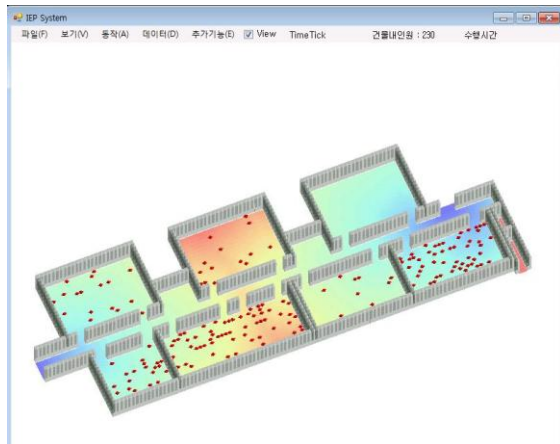 IEP System
파일(F) 보기(V) 동작(A) 데이터(D) 추가기능(E) View TimeTick 건물내인원 : 230 수행시간